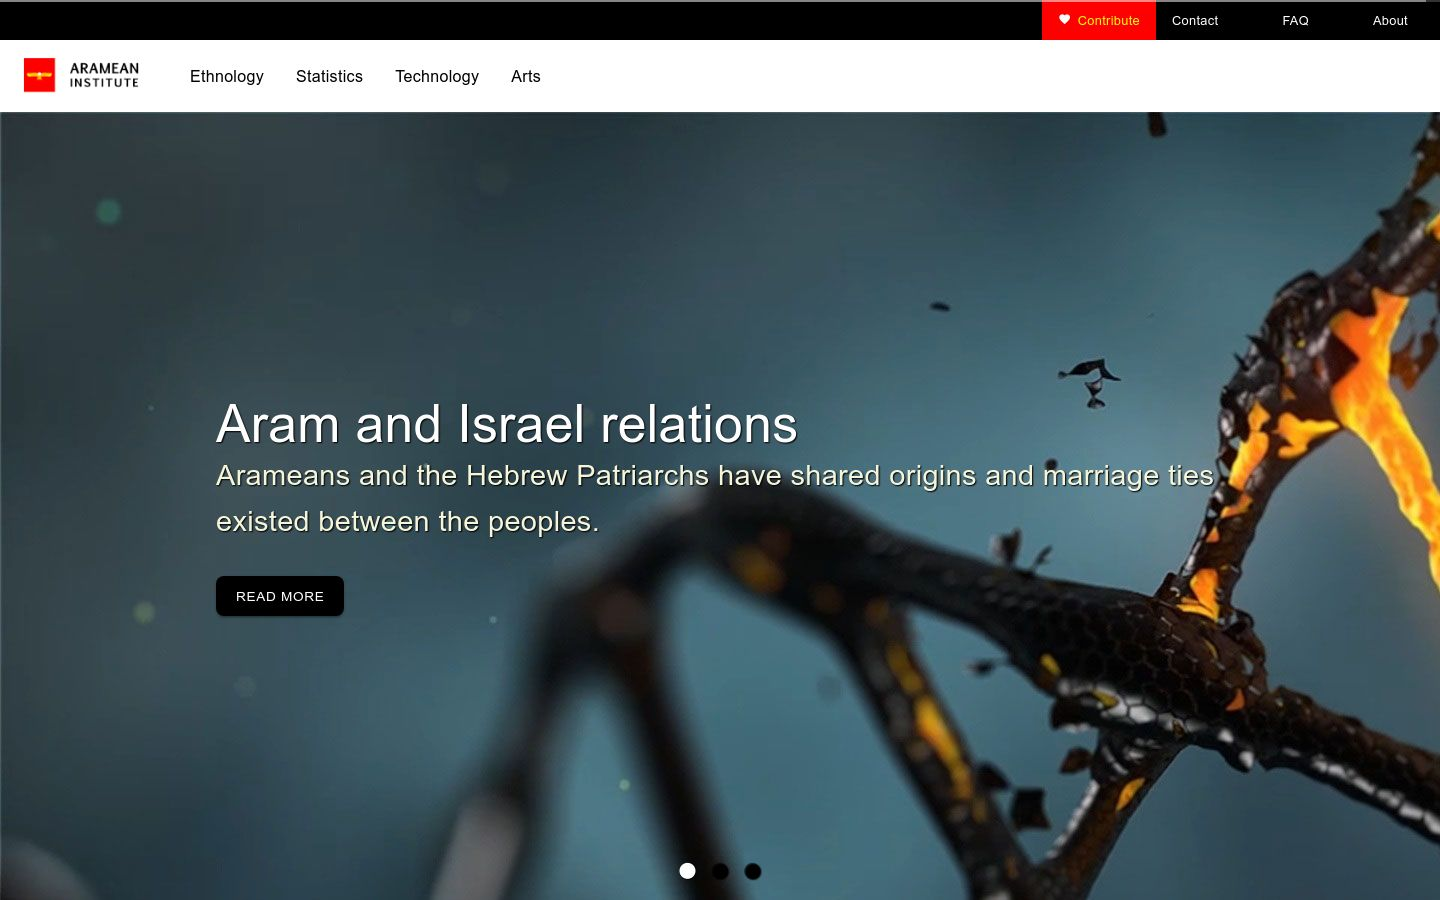 Contribute
Contact
FAQ
About
ARAMEAN
INSTITUTE
Ethnology
Statistics
Technology
Arts
Aram and Israel relations
Arameans and the Hebrew Patriarchs have shared origins and marriage ties
existed between the peoples.
READ MORE